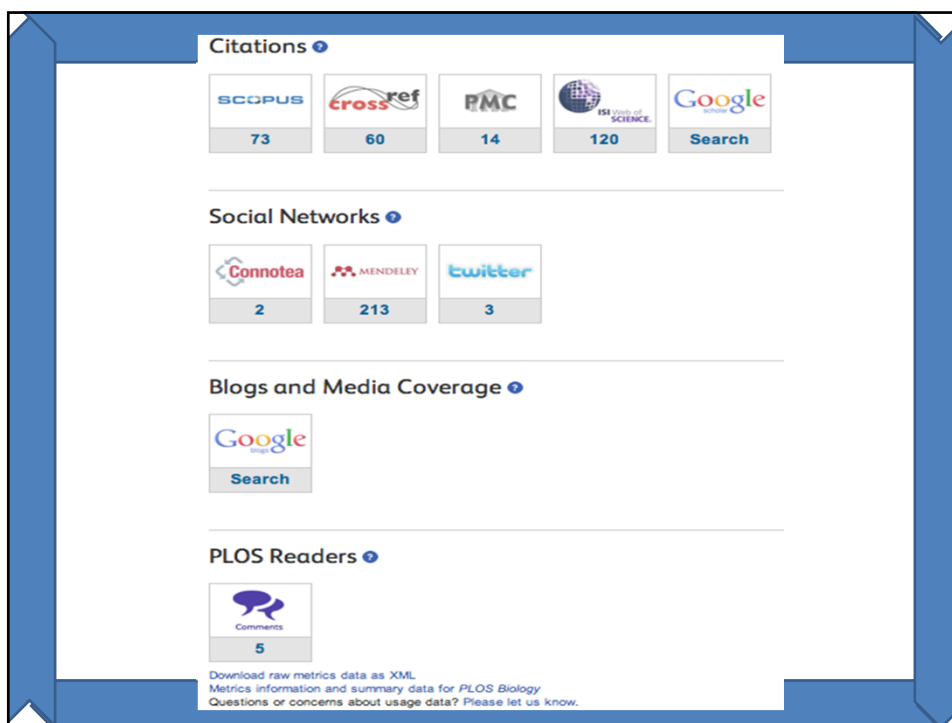 Citations ?
SCOPUS crossref PMC ISI Web of SCIENCE. Google scholar
73 60 14 120 Search
Social Networks ?
Connotea MENDELEY twitter
2 213 3
Blogs and Media Coverage ?
Google blogs
Search
PLOS Readers ?
Comments
5
Download raw metrics data as XML
Metrics information and summary data for PLOS Biology
Questions or concerns about usage data? Please let us know.